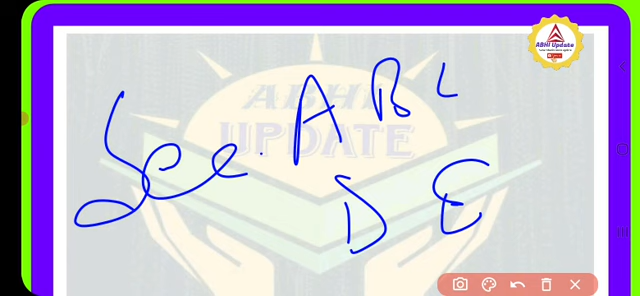 ABHI Update
ABHI
UPDATE
See. A B C
D E